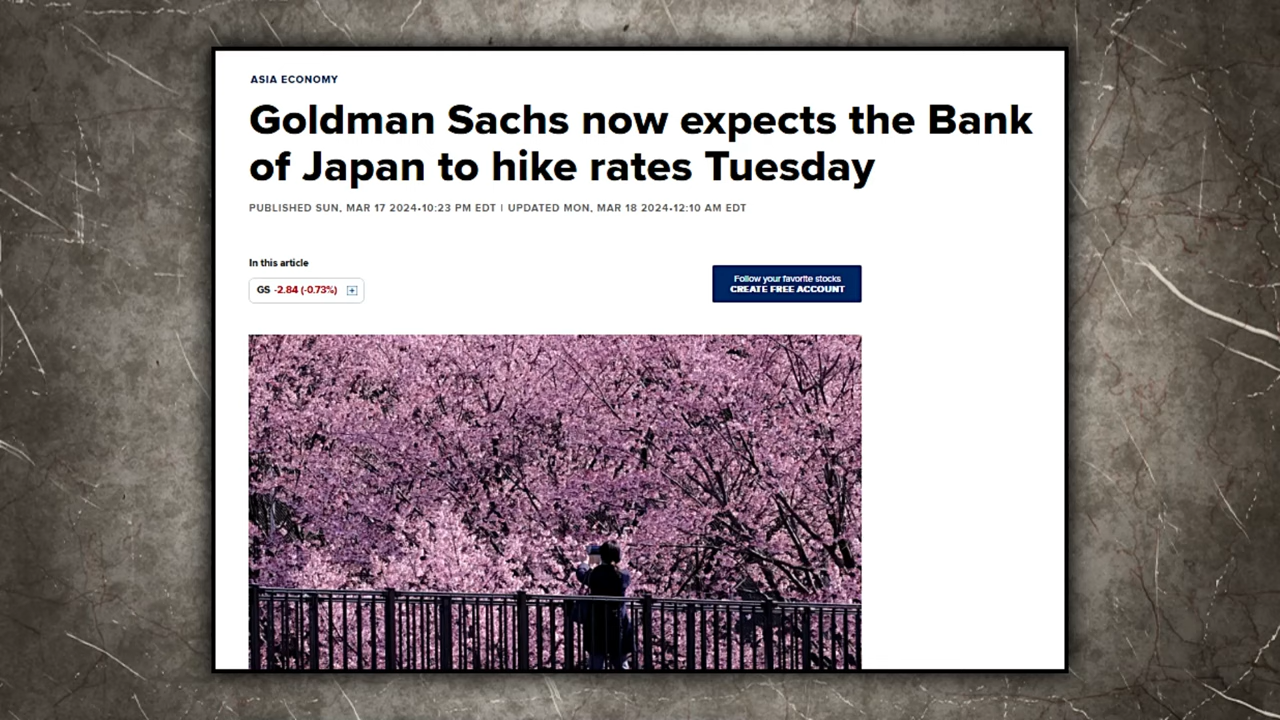 ASIA ECONOMY
Goldman Sachs now expects the Bank
of Japan to hike rates Tuesday
PUBLISHED SUN, MAR 17 2024•10:23 PM EDT | UPDATED MON, MAR 18 2024•12:10 AM EDT
In this article
GS -2.84 (-0.73%)
Follow your favorite stocks
CREATE FREE ACCOUNT